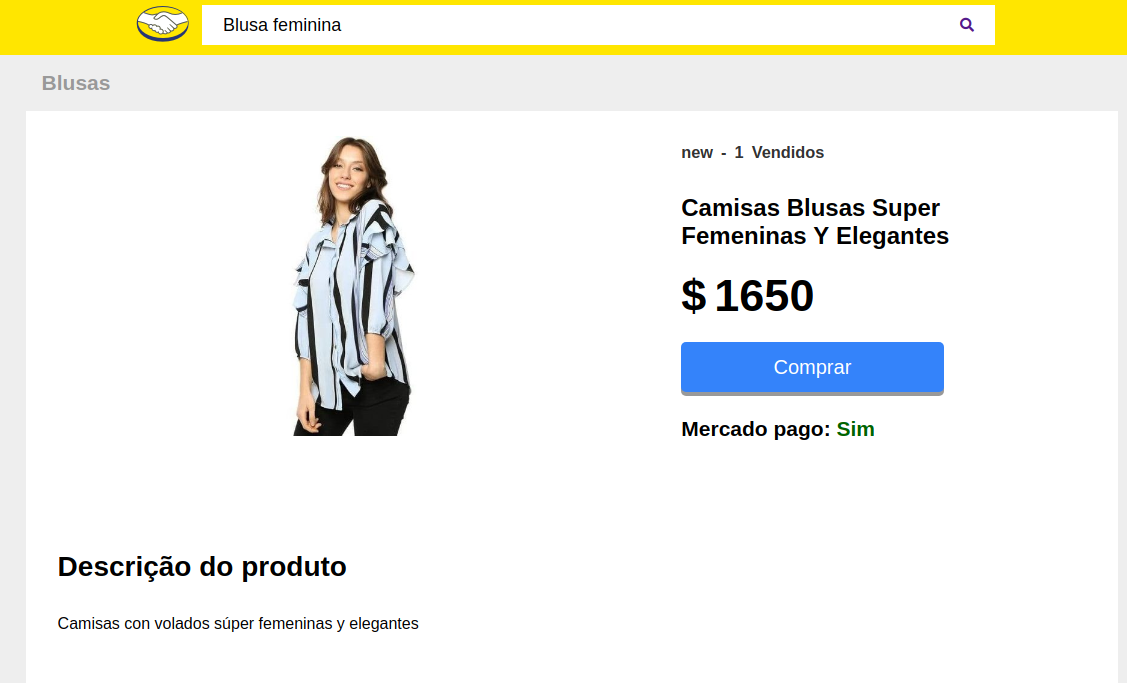 Blusa feminina
Blusas
new - 1 Vendidos
Camisas Blusas Super
Femeninas Y Elegantes
$ 1650
Comprar
Mercado pago: Sim
Descrição do produto
Camisas con volados súper femeninas y elegantes